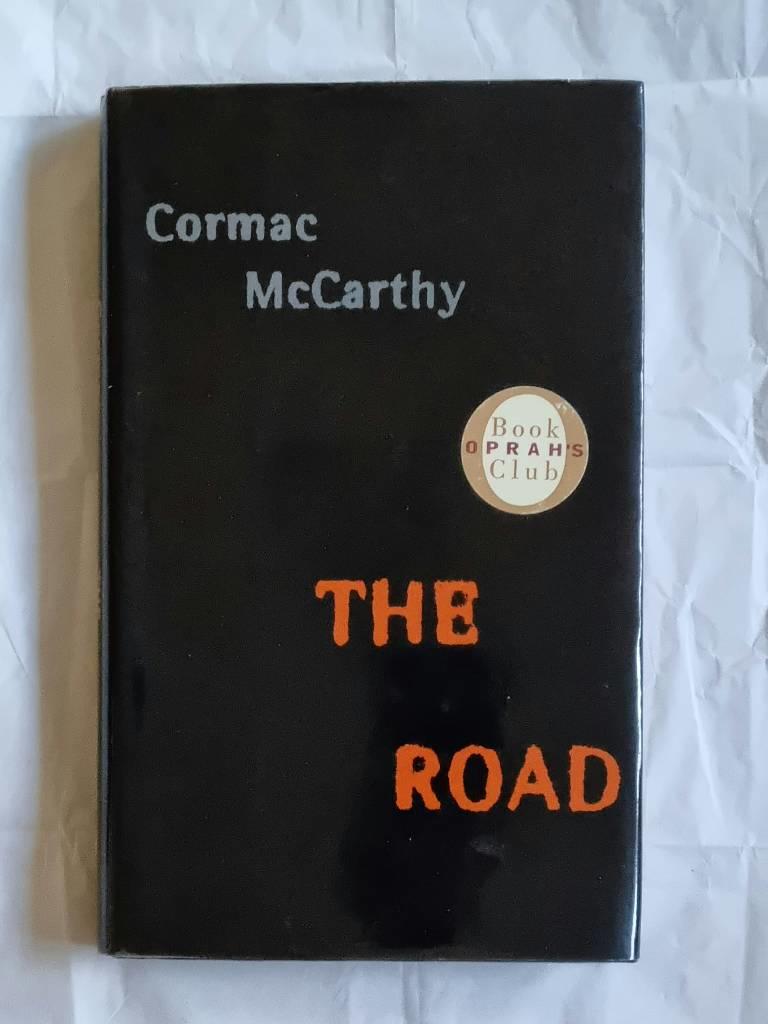 Cormac
McCarthy
Book
OPRAH'S
Club
THE
ROAD